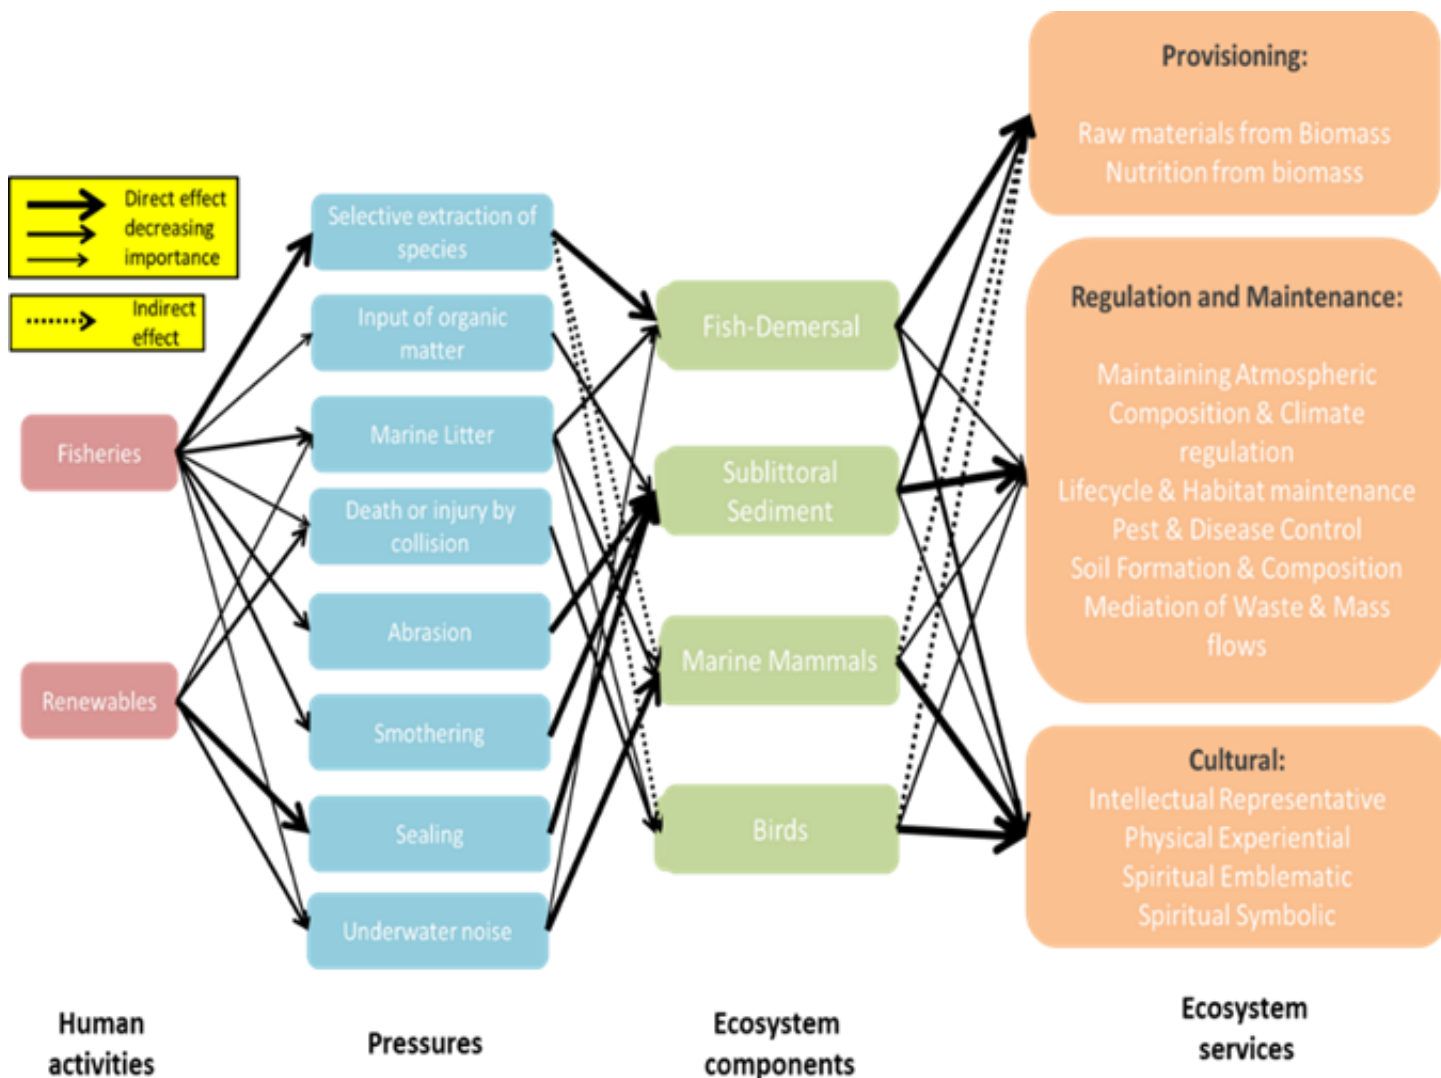 Direct effect
decreasing
importance
Indirect
effect
Fisheries
Renewables
Human
activities
Selective extraction of
species
Input of organic
matter
Marine Litter
Death or injury by
collision
Abrasion
Smothering
Sealing
Underwater noise
Pressures
Fish-Demersal
Sublittoral
Sediment
Marine Mammals
Birds
Ecosystem
components
Provisioning:
Raw materials from Biomass
Nutrition from biomass
Regulation and Maintenance:
Maintaining Atmospheric
Composition & Climate
regulation
Lifecycle & Habitat maintenance
Pest & Disease Control
Soil Formation & Composition
Mediation of Waste & Mass
flows
Cultural:
Intellectual Representative
Physical Experiential
Spiritual Emblematic
Spiritual Symbolic
Ecosystem
services